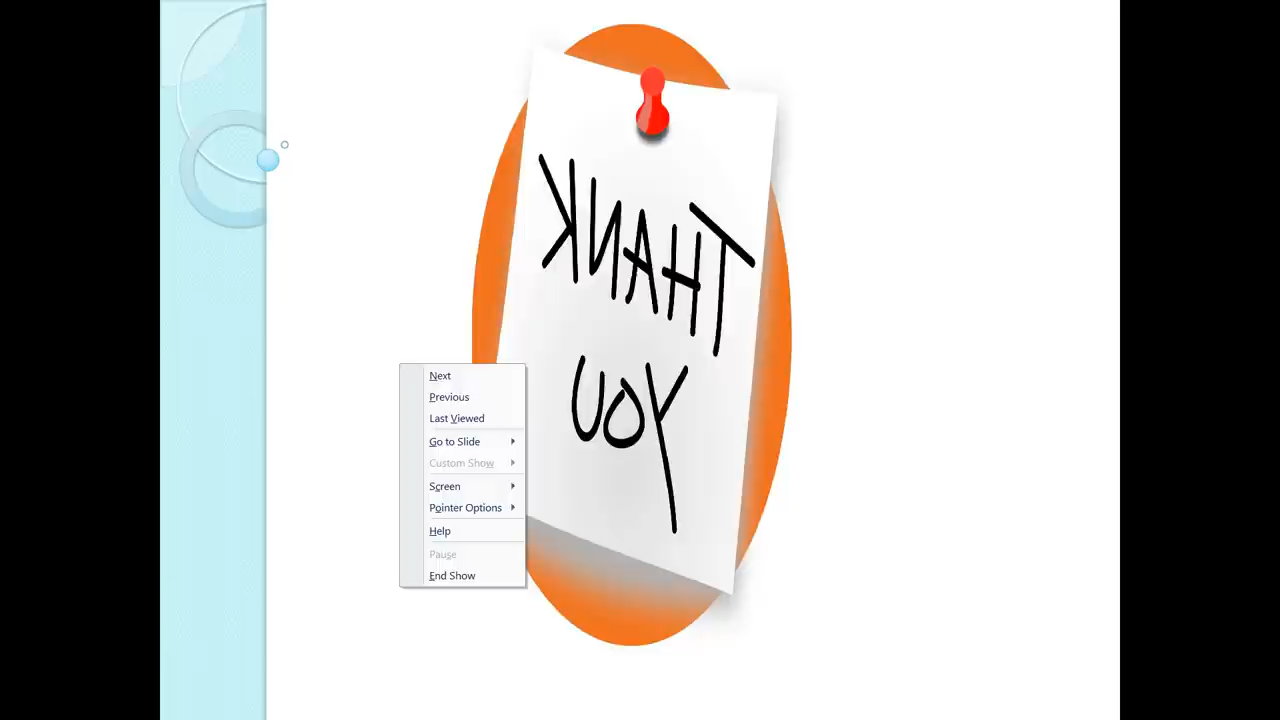 THANK
YOU
Next
Previous
Last Viewed
Go to Slide
Custom Show
Screen
Pointer Options
Help
Pause
End Show